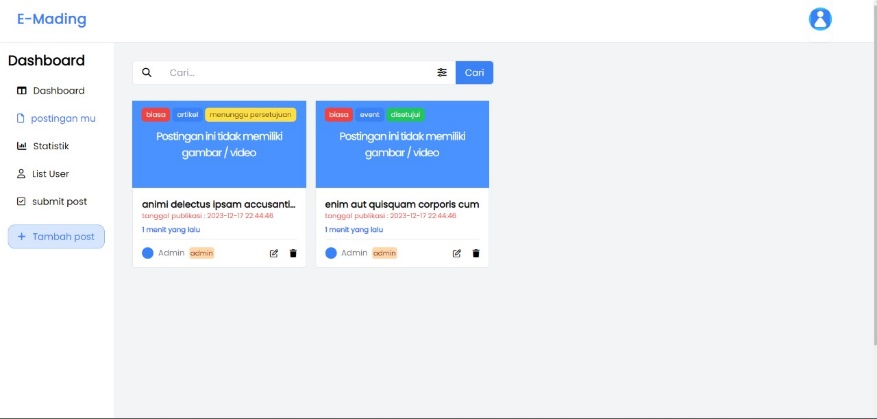 E-Mading
Dashboard
Dashboard
postingan mu
Statistik
List User
submit post
+ Tambah post
Cari...
Cari
biasa artikel menunggu persetujuan
Postingan ini tidak memiliki
gambar / video
animi delectus ipsam accusanti...
tanggal publikasi : 2023-12-17 22:44:46
1 menit yang lalu
Admin admin
biasa event disetujui
Postingan ini tidak memiliki
gambar / video
enim aut quisquam corporis cum
tanggal publikasi : 2023-12-17 22:44:46
1 menit yang lalu
Admin admin